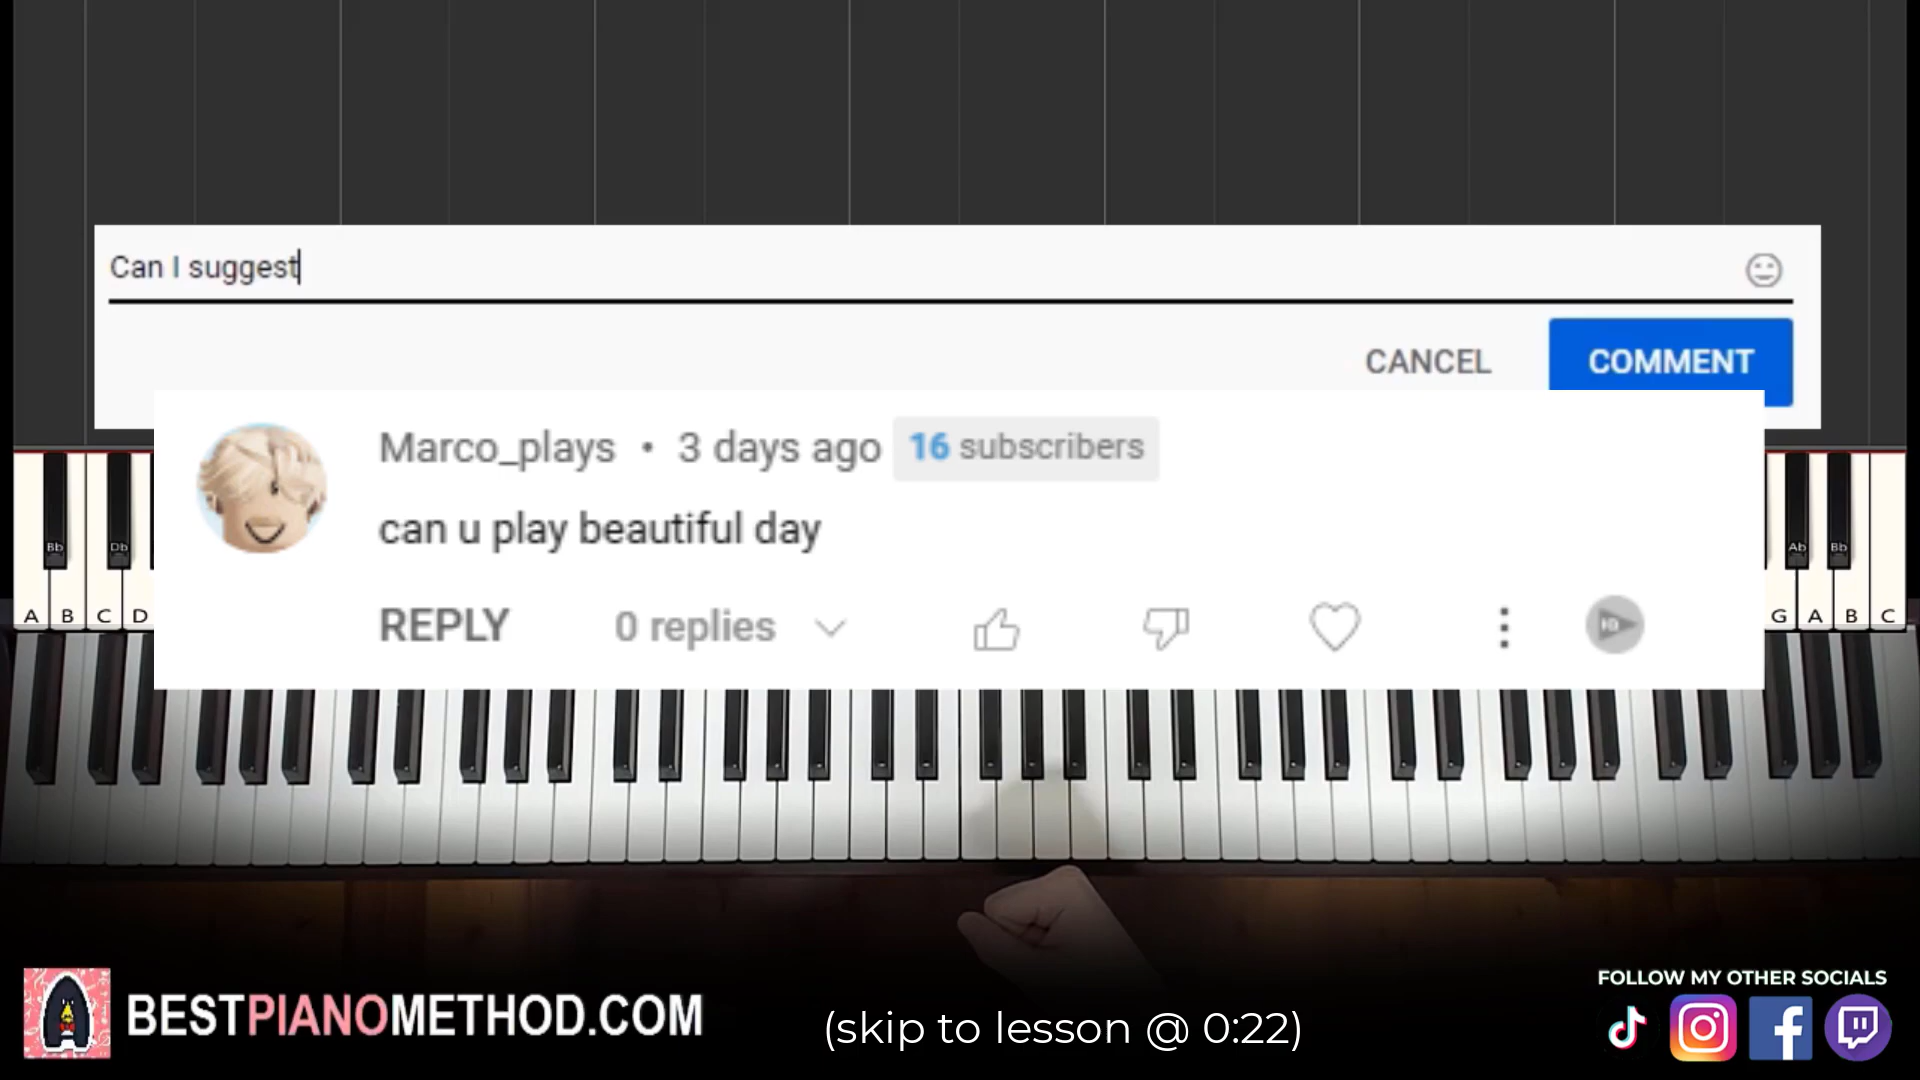 Can I suggest
CANCEL
COMMENT
Marco_plays • 3 days ago 16 subscribers
can u play beautiful day
REPLY 0 replies
Bb Db Ab Bb
A B C D G A B C
FOLLOW MY OTHER SOCIALS
BESTPIANOMETHOD.COM
(skip to lesson @ 0:22)